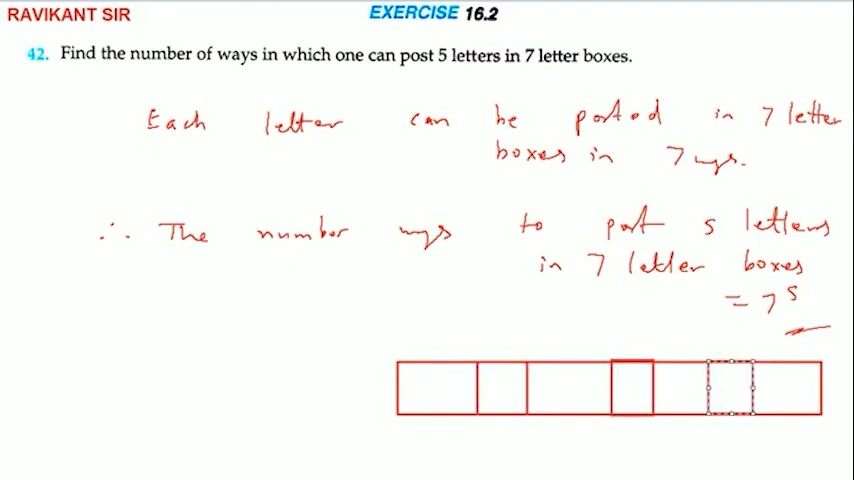 RAVIKANT SIR
EXERCISE 16.2
42. Find the number of ways in which one can post 5 letters in 7 letter boxes.
Each letter can be posted in 7 letter
boxes in 7 ways.
∴ The number ways to post 5 letters
in 7 letter boxes
= 7⁵